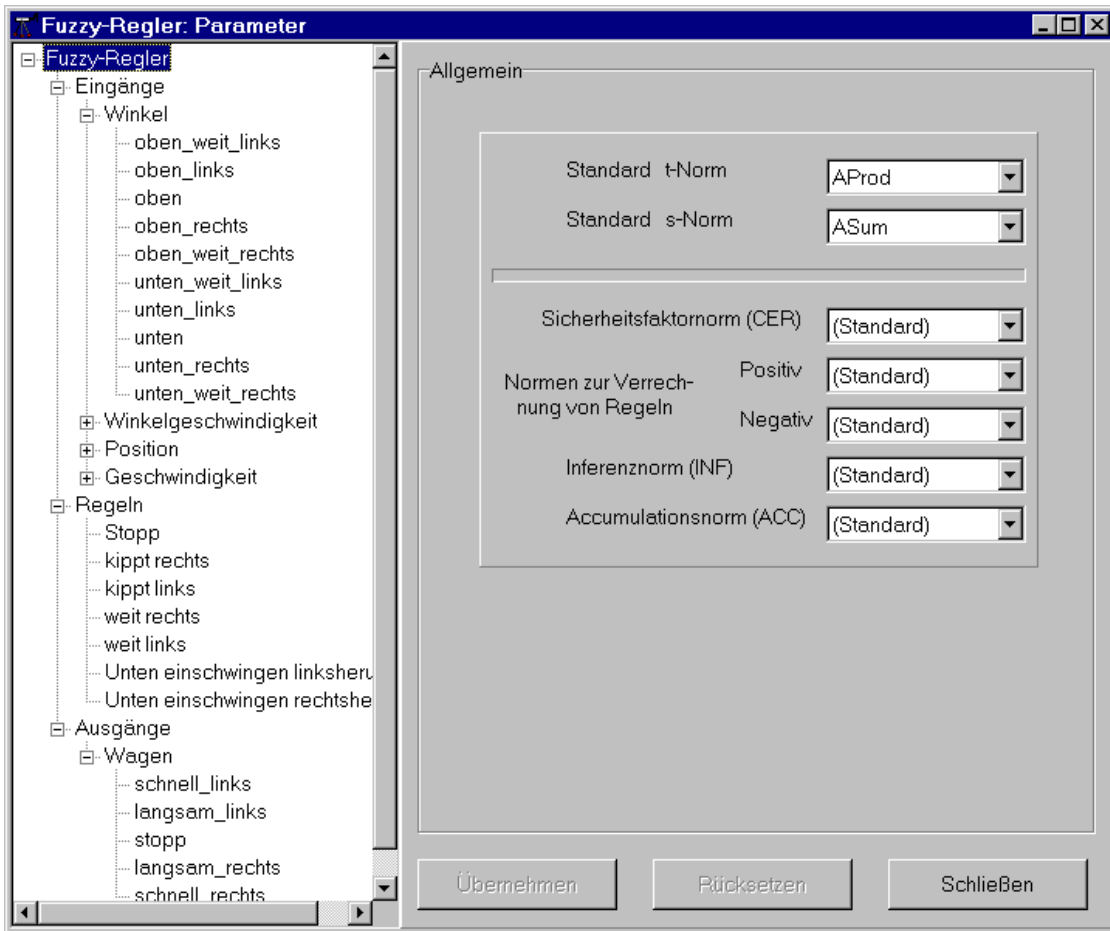 Fuzzy-Regler: Parameter
Fuzzy-Regler
Eingänge
Winkel
oben_weit_links
oben_links
oben
oben_rechts
oben_weit_rechts
unten_weit_links
unten_links
unten
unten_rechts
unten_weit_rechts
Winkelgeschwindigkeit
Position
Geschwindigkeit
Regeln
Stopp
kippt rechts
kippt links
weit rechts
weit links
Unten einschwingen linksheru
Unten einschwingen rechtshe
Ausgänge
Wagen
schnell_links
langsam_links
stopp
langsam_rechts
schnell_rechts
Allgemein
Standard t-Norm
AProd
Standard s-Norm
ASum
Sicherheitsfaktornorm (CER)
(Standard)
Normen zur Verrech-
nung von Regeln
Positiv
(Standard)
Negativ
(Standard)
Inferenznorm (INF)
(Standard)
Accumulationsnorm (ACC)
(Standard)
Übernehmen
Rücksetzen
Schließen